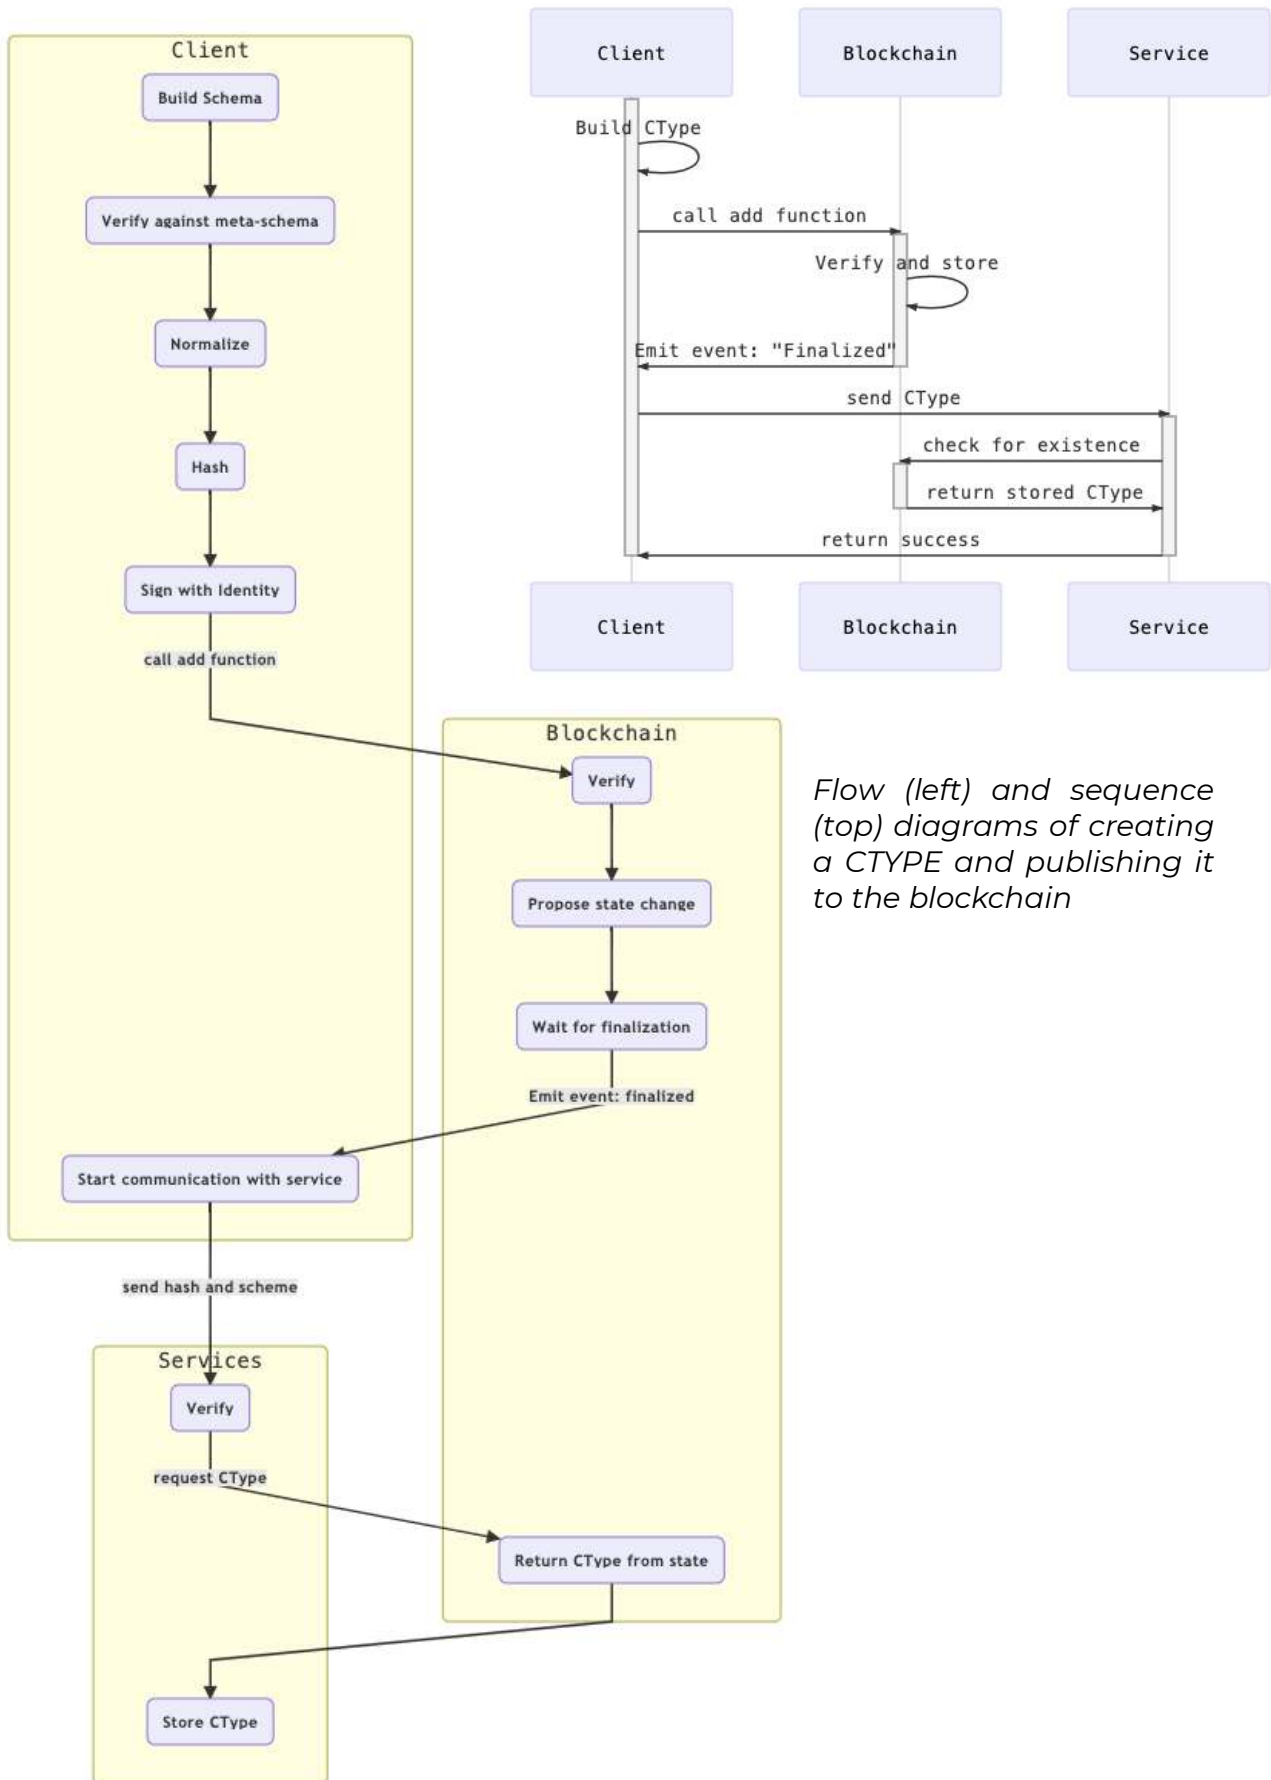 Client
Build Schema
Verify against meta-schema
Normalize
Hash
Sign with Identity
call add function
Client
Blockchain
Service
Build CType
call add function
Verify and store
Emit event: "Finalized"
send CType
check for existence
return stored CType
return success
Client
Blockchain
Service
Blockchain
Verify
Propose state change
Wait for finalization
Emit event: finalized
Flow (left) and sequence
(top) diagrams of creating
a CTYPE and publishing it
to the blockchain
Start communication with service
send hash and scheme
Services
Verify
request CType
Return CType from state
Store CType